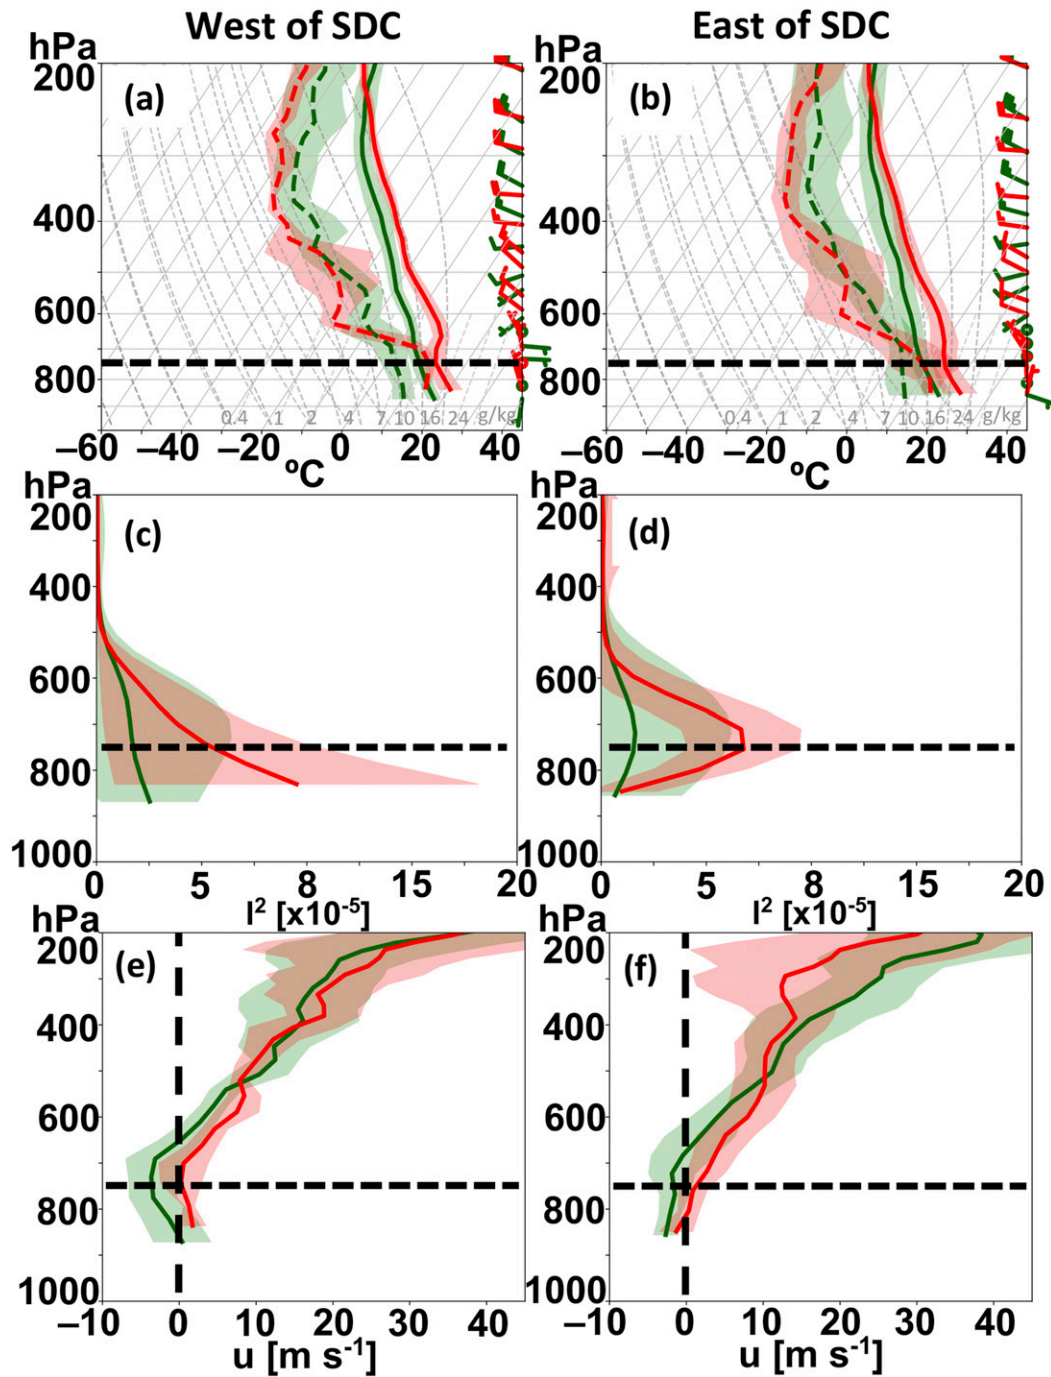 West of SDC East of SDC
hPa hPa
(a) (b)
200 200
400 400
600 600
800 800
0.4 1 2 4 7 10 16 24 g/kg 0.4 1 2 4 7 10 16 24 g/kg
−60 −40 −20 0 20 40 −60 −40 −20 0 20 40
ºC ºC
hPa hPa
200 200
(c) (d)
400 400
600 600
800 800
1000 1000
0 5 10 15 20 0 5 10 15 20
l² [x10⁻⁵] l² [x10⁻⁵]
hPa hPa
200 200
(e) (f)
400 400
600 600
800 800
1000 1000
−10 0 10 20 30 40 −10 0 10 20 30 40
u [m s⁻¹] u [m s⁻¹]